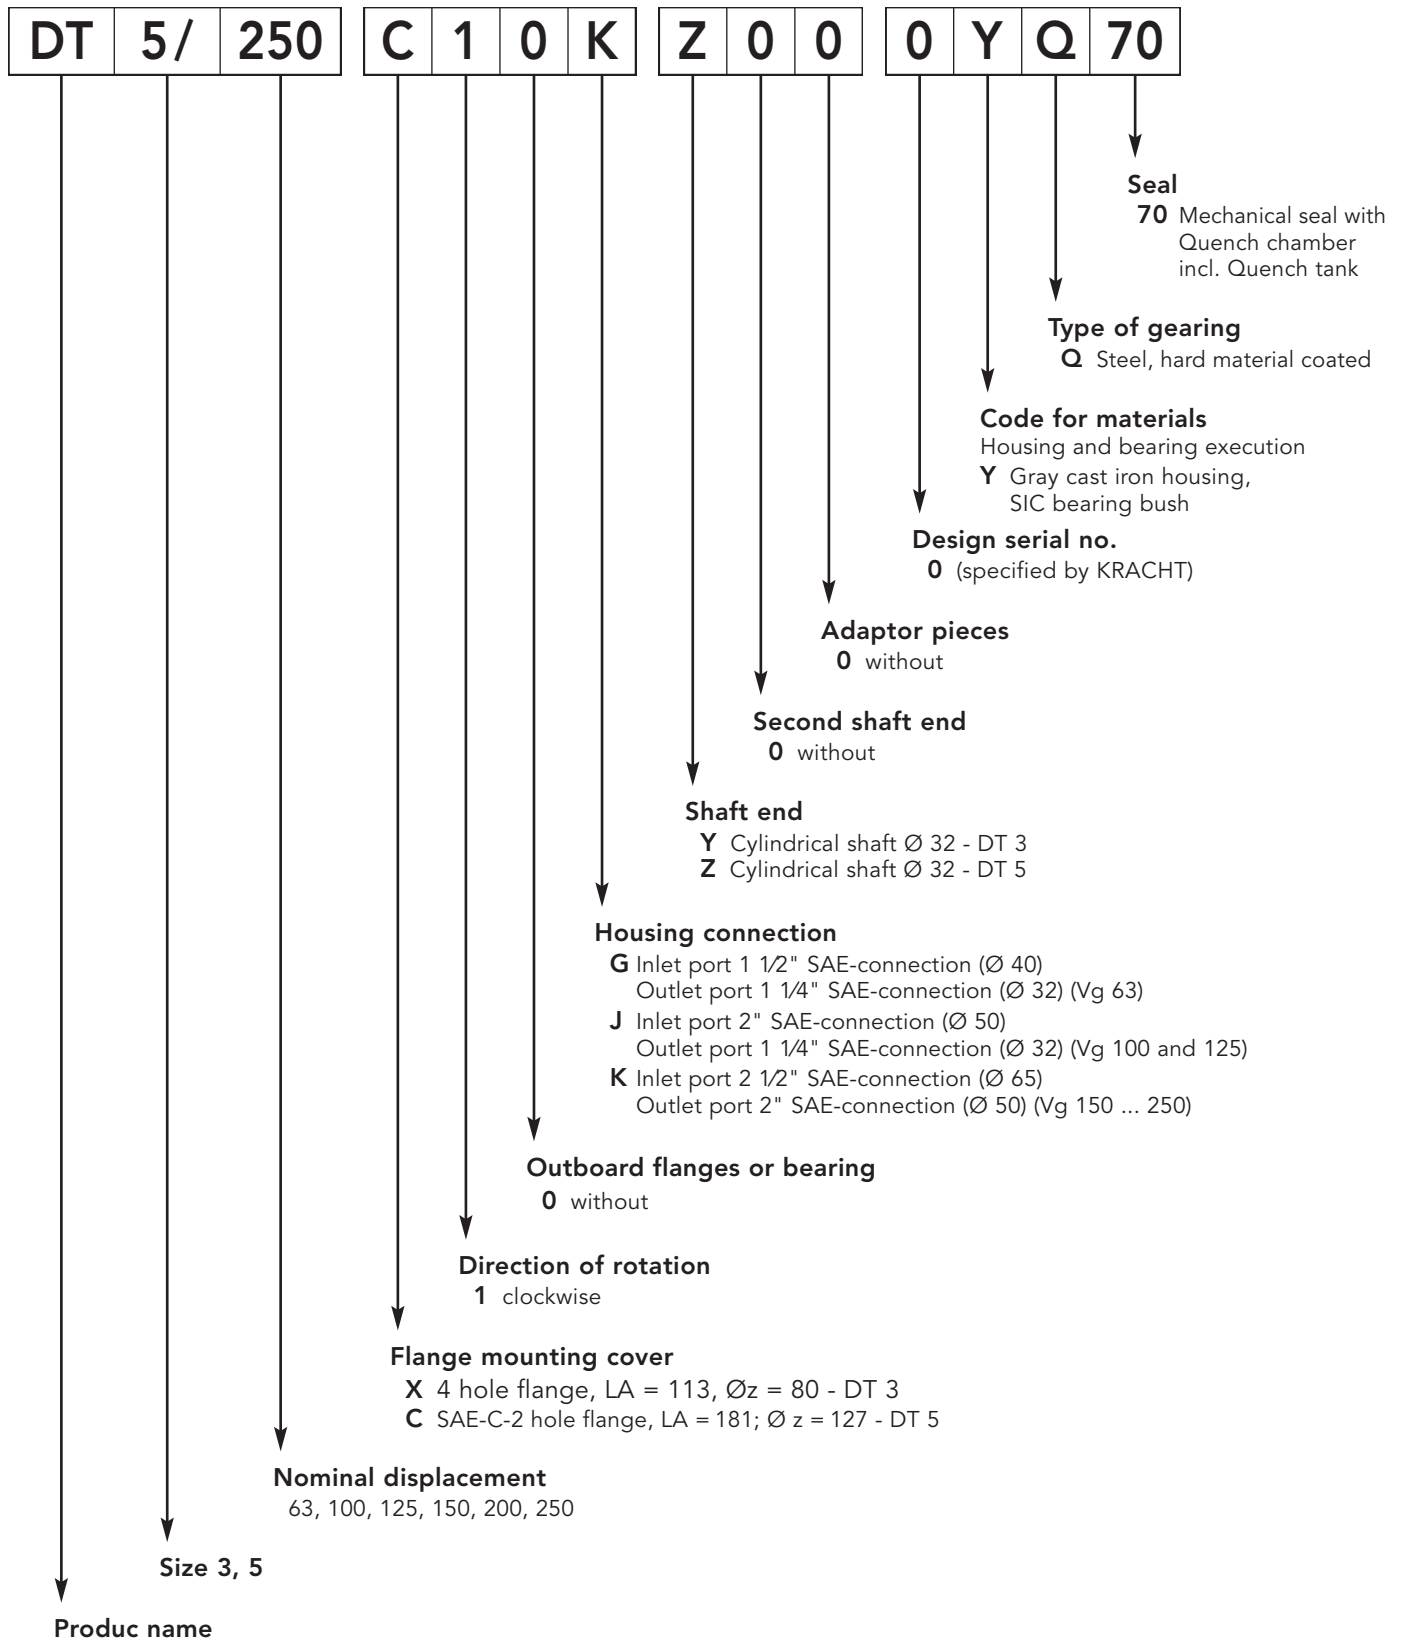 DT 5/ 250 C 1 0 K Z 0 0 0 Y Q 70
Seal
70 Mechanical seal with
Quench chamber
incl. Quench tank
Type of gearing
Q Steel, hard material coated
Code for materials
Housing and bearing execution
Y Gray cast iron housing,
SIC bearing bush
Design serial no.
0 (specified by KRACHT)
Adaptor pieces
0 without
Second shaft end
0 without
Shaft end
Y Cylindrical shaft Ø 32 - DT 3
Z Cylindrical shaft Ø 32 - DT 5
Housing connection
G Inlet port 1 1/2" SAE-connection (Ø 40)
Outlet port 1 1/4" SAE-connection (Ø 32) (Vg 63)
J Inlet port 2" SAE-connection (Ø 50)
Outlet port 1 1/4" SAE-connection (Ø 32) (Vg 100 and 125)
K Inlet port 2 1/2" SAE-connection (Ø 65)
Outlet port 2" SAE-connection (Ø 50) (Vg 150 ... 250)
Outboard flanges or bearing
0 without
Direction of rotation
1 clockwise
Flange mounting cover
X 4 hole flange, LA = 113, Øz = 80 - DT 3
C SAE-C-2 hole flange, LA = 181; Ø z = 127 - DT 5
Nominal displacement
63, 100, 125, 150, 200, 250
Size 3, 5
Produc name